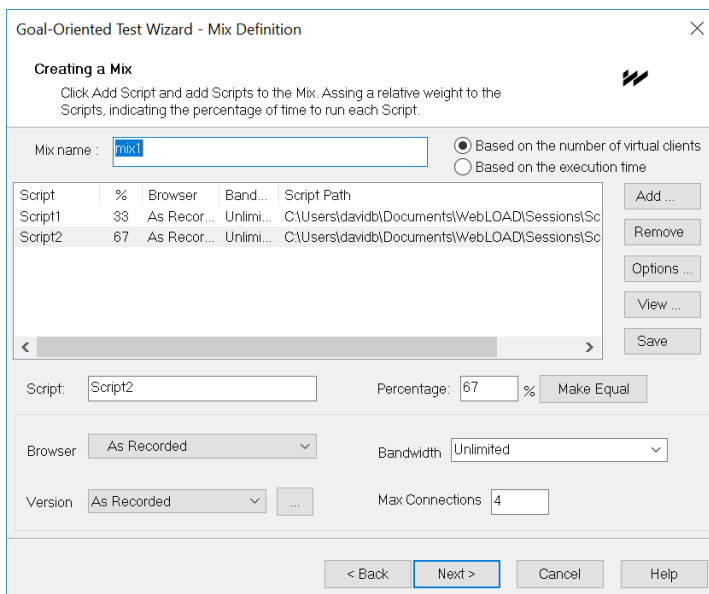 Goal-Oriented Test Wizard - Mix Definition
Creating a Mix
Click Add Script and add Scripts to the Mix. Assing a relative weight to the
Scripts, indicating the percentage of time to run each Script.
Mix name : mix1
Based on the number of virtual clients
Based on the execution time
Script % Browser Band... Script Path
Script1 33 As Recor... Unlimi... C:\Users\davidb\Documents\WebLOAD\Sessions\Sc
Script2 67 As Recor... Unlimi... C:\Users\davidb\Documents\WebLOAD\Sessions\Sc
Add ...
Remove
Options ...
View ...
Save
Script: Script2 Percentage: 67 % Make Equal
Browser As Recorded Bandwidth Unlimited
Version As Recorded ... Max Connections 4
< Back Next > Cancel Help